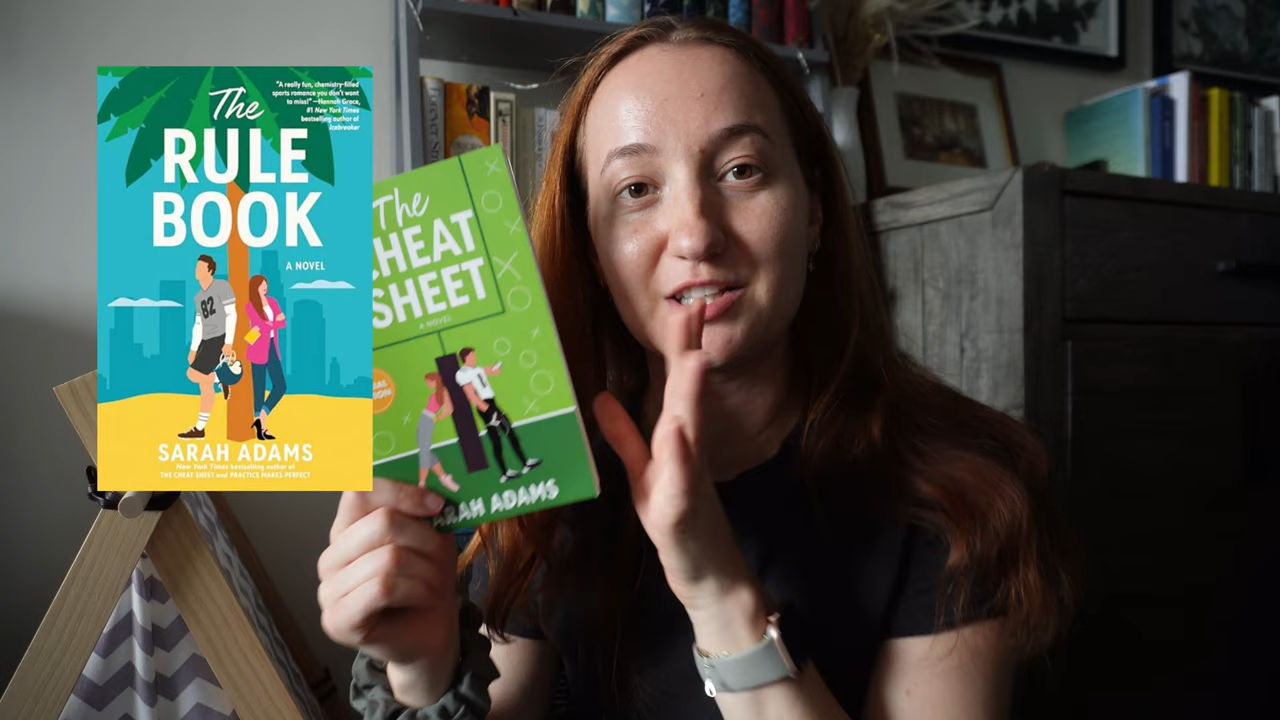 "A really fun, chemistry-filled
sports romance you don't want
to miss!" —Hannah Grace,
#1 New York Times
bestselling author of
Icebreaker
The
RULE
BOOK
A NOVEL
82
SARAH ADAMS
New York Times bestselling author of
THE CHEAT SHEET and PRACTICE MAKES PERFECT
The
CHEAT
SHEET
A NOVEL
1
ARAH ADAMS